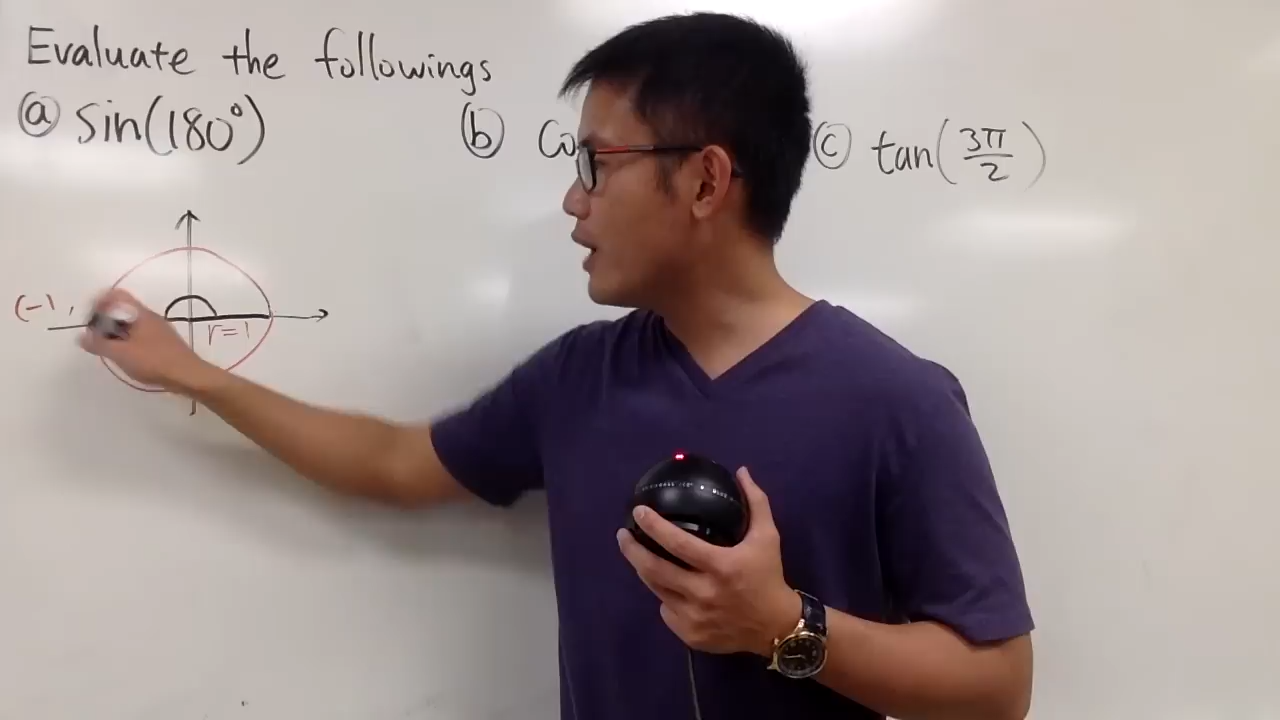 Evaluate the followings
(a) sin(180°) (b) Co (c) tan(3π/2)
(-1,
r=1